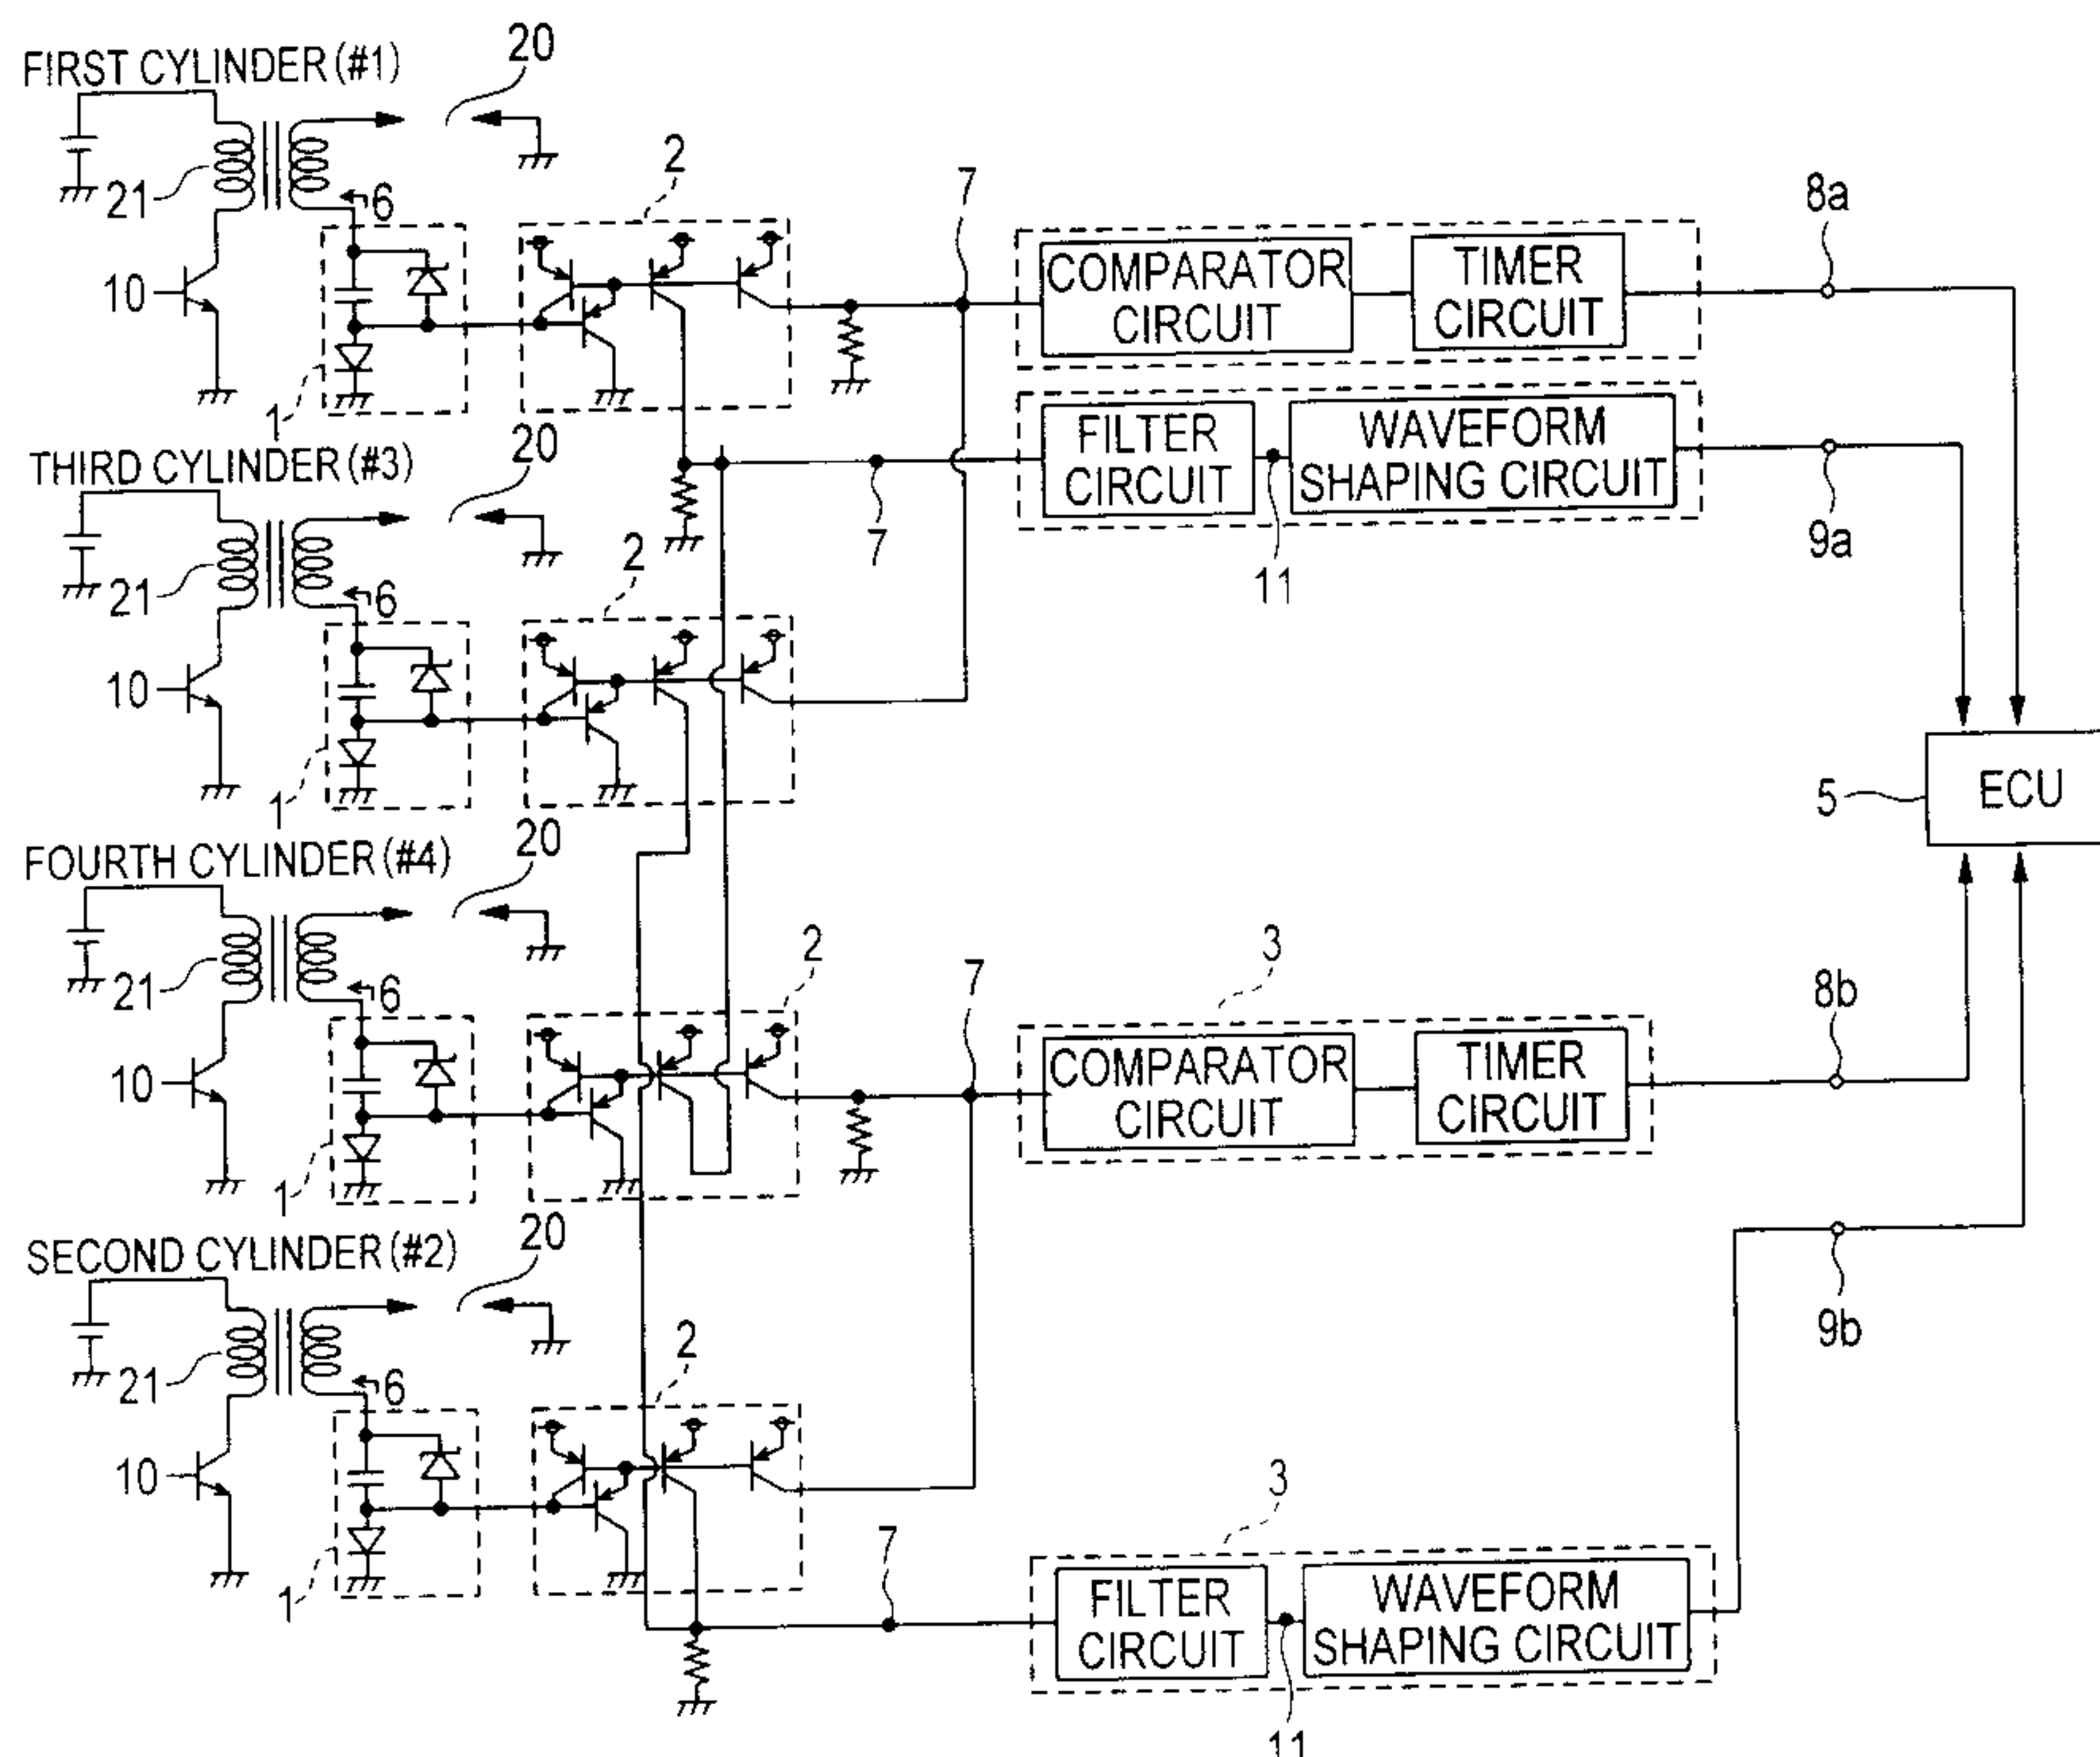 FIRST CYLINDER (#1)
20
21
6
10
1
2
7
COMPARATOR CIRCUIT
TIMER CIRCUIT
8a
FILTER CIRCUIT
WAVEFORM SHAPING CIRCUIT
7
11
9a
THIRD CYLINDER (#3)
20
21
6
10
1
2
5
ECU
FOURTH CYLINDER (#4)
20
21
6
10
1
2
7
3
COMPARATOR CIRCUIT
TIMER CIRCUIT
8b
9b
SECOND CYLINDER (#2)
20
21
6
10
1
2
7
3
FILTER CIRCUIT
WAVEFORM SHAPING CIRCUIT
11